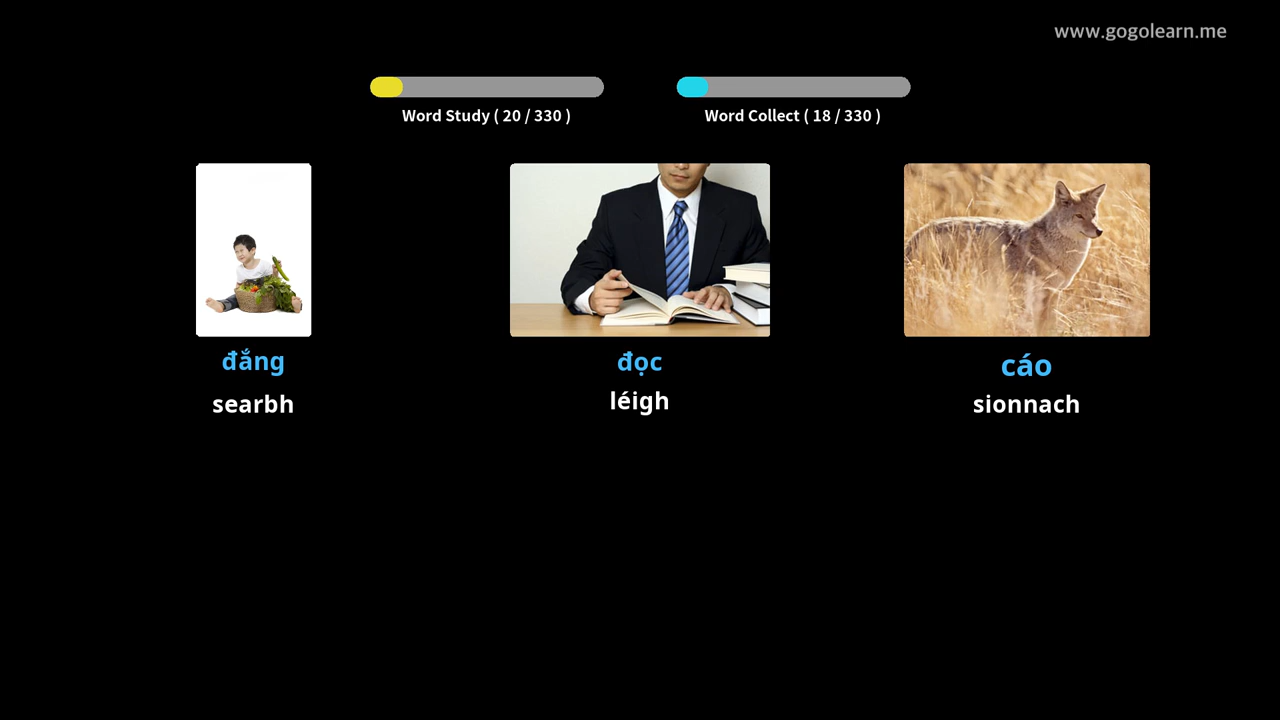 www.gogolearn.me
Word Study ( 20 / 330 )
Word Collect ( 18 / 330 )
đắng
đọc
cáo
searbh
léigh
sionnach